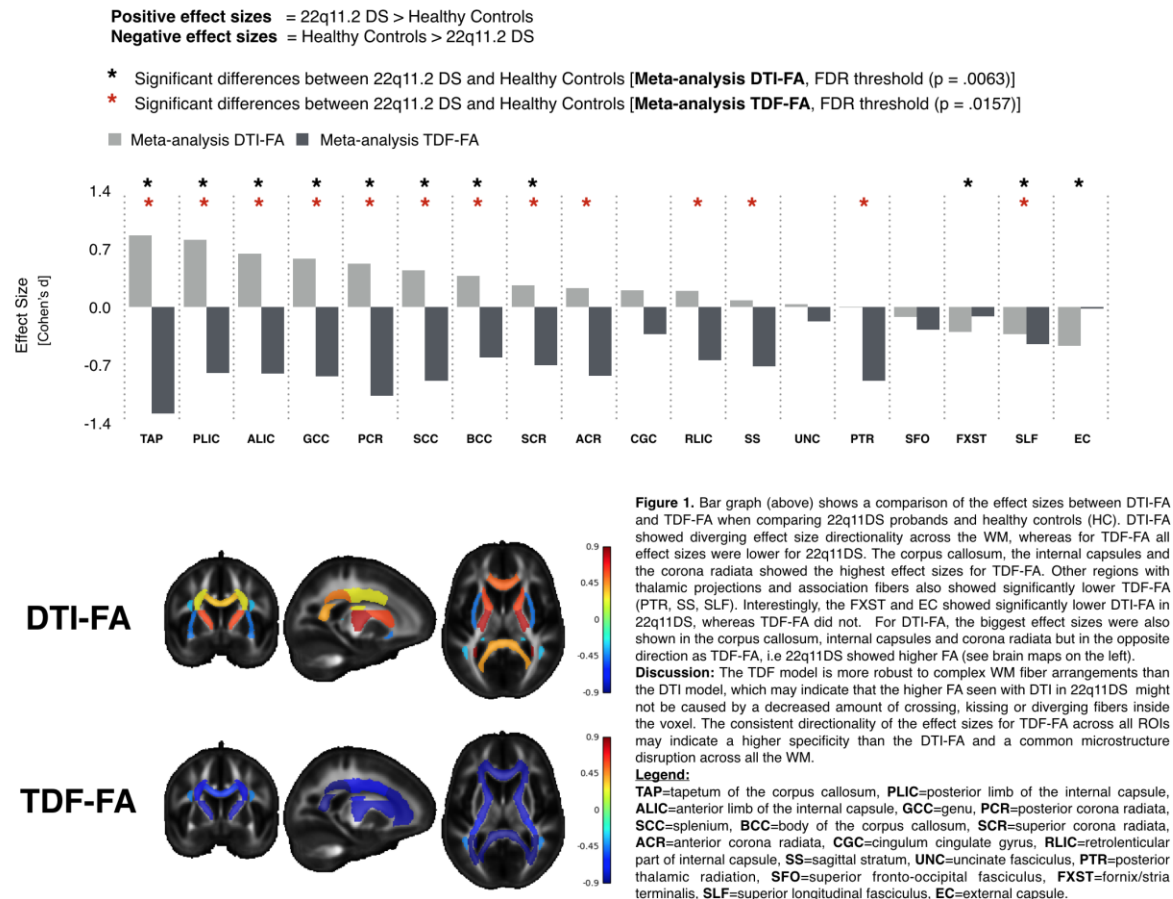 Positive effect sizes = 22q11.2 DS > Healthy Controls
Negative effect sizes = Healthy Controls > 22q11.2 DS
* Significant differences between 22q11.2 DS and Healthy Controls [Meta-analysis DTI-FA, FDR threshold (p = .0063)]
* Significant differences between 22q11.2 DS and Healthy Controls [Meta-analysis TDF-FA, FDR threshold (p = .0157)]
Meta-analysis DTI-FA Meta-analysis TDF-FA
* * * * * * * * * * *
* * * * * * * * * * * * *
1.4
0.7
0.0
-0.7
-1.4
Effect Size
[Cohen's d]
TAP PLIC ALIC GCC PCR SCC BCC SCR ACR CGC RLIC SS UNC PTR SFO FXST SLF EC
DTI-FA
0.9
0.45
0
-0.45
-0.9
TDF-FA
0.9
0.45
0
-0.45
-0.9
Figure 1. Bar graph (above) shows a comparison of the effect sizes between DTI-FA
and TDF-FA when comparing 22q11DS probands and healthy controls (HC). DTI-FA
showed diverging effect size directionality across the WM, whereas for TDF-FA all
effect sizes were lower for 22q11DS. The corpus callosum, the internal capsules and
the corona radiata showed the highest effect sizes for TDF-FA. Other regions with
thalamic projections and association fibers also showed significantly lower TDF-FA
(PTR, SS, SLF). Interestingly, the FXST and EC showed significantly lower DTI-FA in
22q11DS, whereas TDF-FA did not. For DTI-FA, the biggest effect sizes were also
shown in the corpus callosum, internal capsules and corona radiata but in the opposite
direction as TDF-FA, i.e 22q11DS showed higher FA (see brain maps on the left).
Discussion: The TDF model is more robust to complex WM fiber arrangements than
the DTI model, which may indicate that the higher FA seen with DTI in 22q11DS might
not be caused by a decreased amount of crossing, kissing or diverging fibers inside
the voxel. The consistent directionality of the effect sizes for TDF-FA across all ROIs
may indicate a higher specificity than the DTI-FA and a common microstructure
disruption across all the WM.
Legend:
TAP=tapetum of the corpus callosum, PLIC=posterior limb of the internal capsule,
ALIC=anterior limb of the internal capsule, GCC=genu, PCR=posterior corona radiata,
SCC=splenium, BCC=body of the corpus callosum, SCR=superior corona radiata,
ACR=anterior corona radiata, CGC=cingulum cingulate gyrus, RLIC=retrolenticular
part of internal capsule, SS=sagittal stratum, UNC=uncinate fasciculus, PTR=posterior
thalamic radiation, SFO=superior fronto-occipital fasciculus, FXST=fornix/stria
terminalis, SLF=superior longitudinal fasciculus, EC=external capsule.